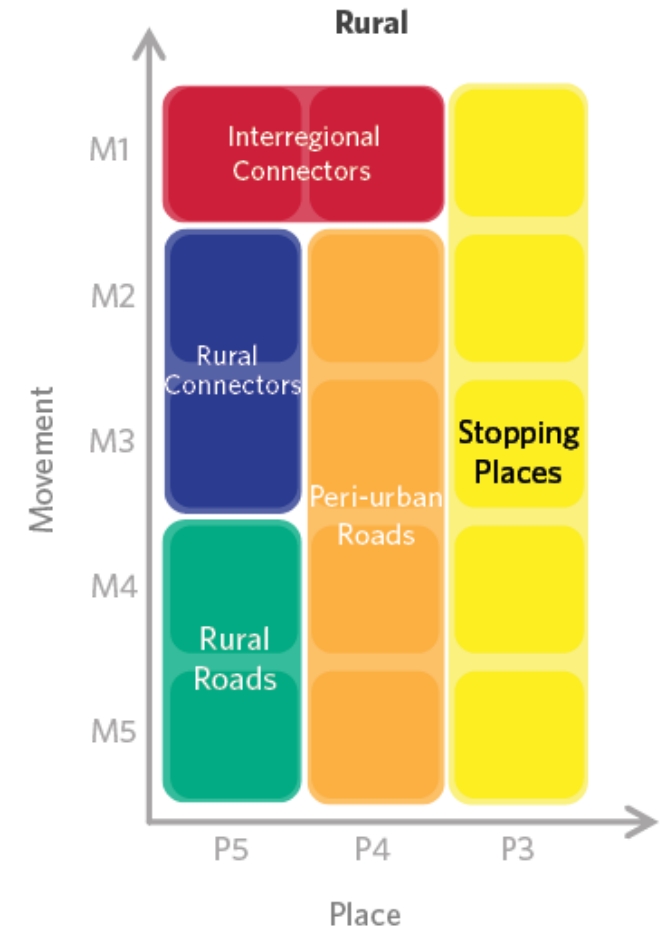 Rural
M1
Interregional
Connectors
M2
Rural
Connectors
M3
Stopping
Places
Peri-urban
Roads
M4
Rural
Roads
M5
Movement
P5
P4
P3
Place